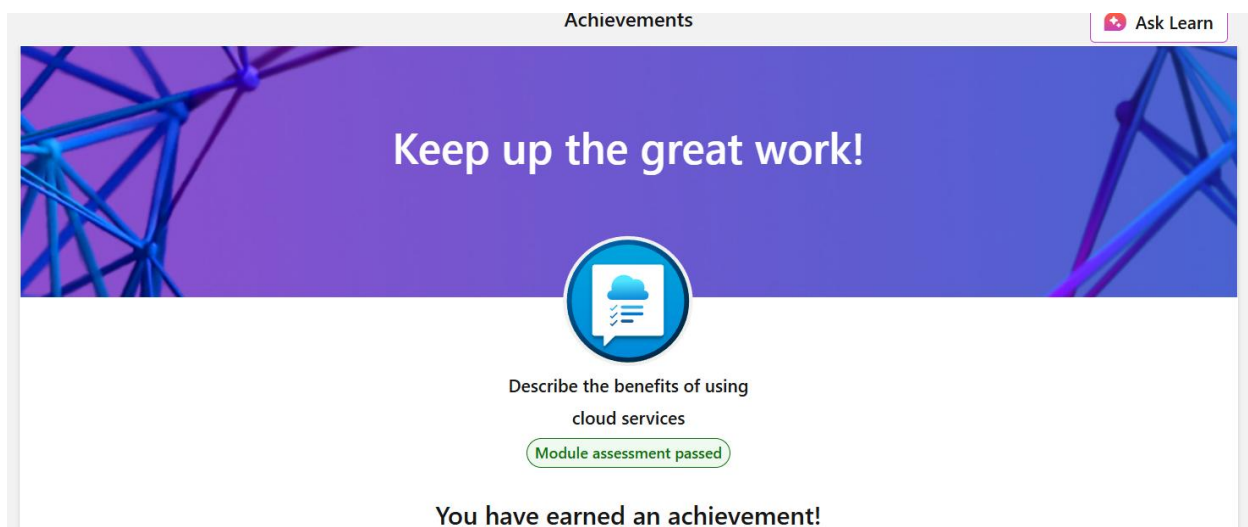 Achievements
Ask Learn
Keep up the great work!
Describe the benefits of using
cloud services
Module assessment passed
You have earned an achievement!